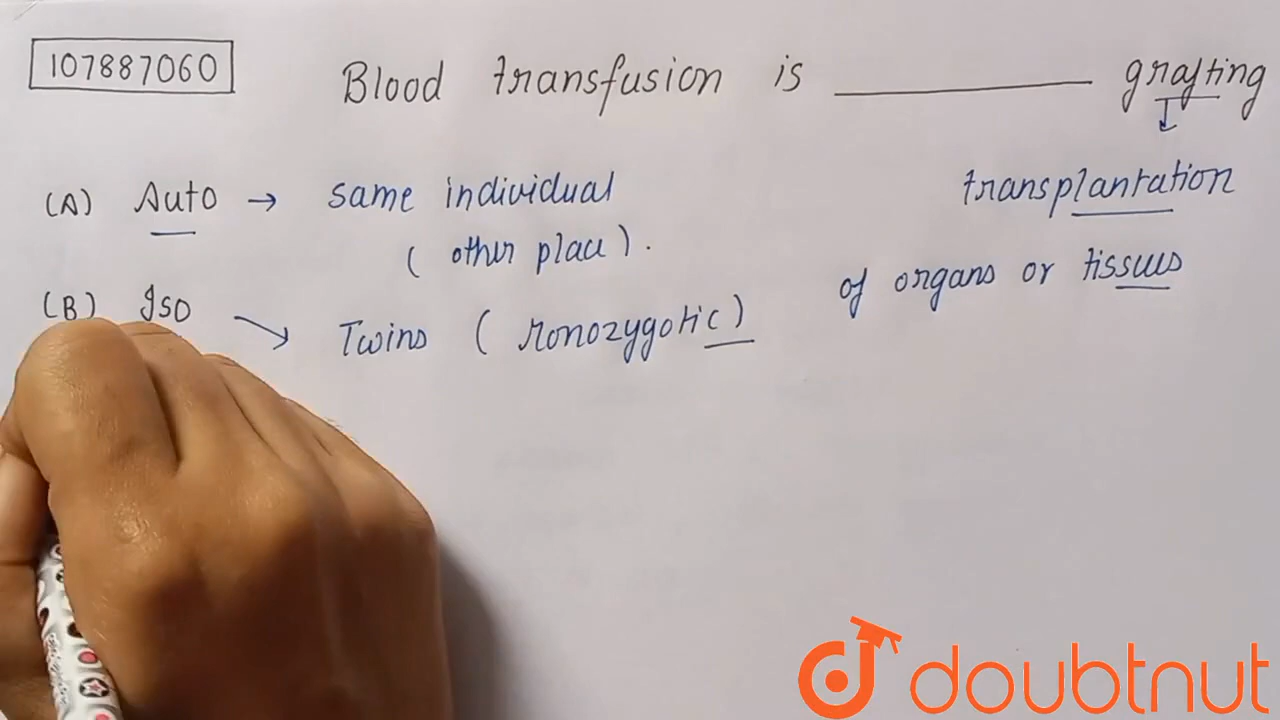 107887060 Blood transfusion is ________ grafting
(A) Auto → same individual
transplantation
(other place).
of organs or tissues
(B) Iso
Twins (Monozygotic)
doubtnut